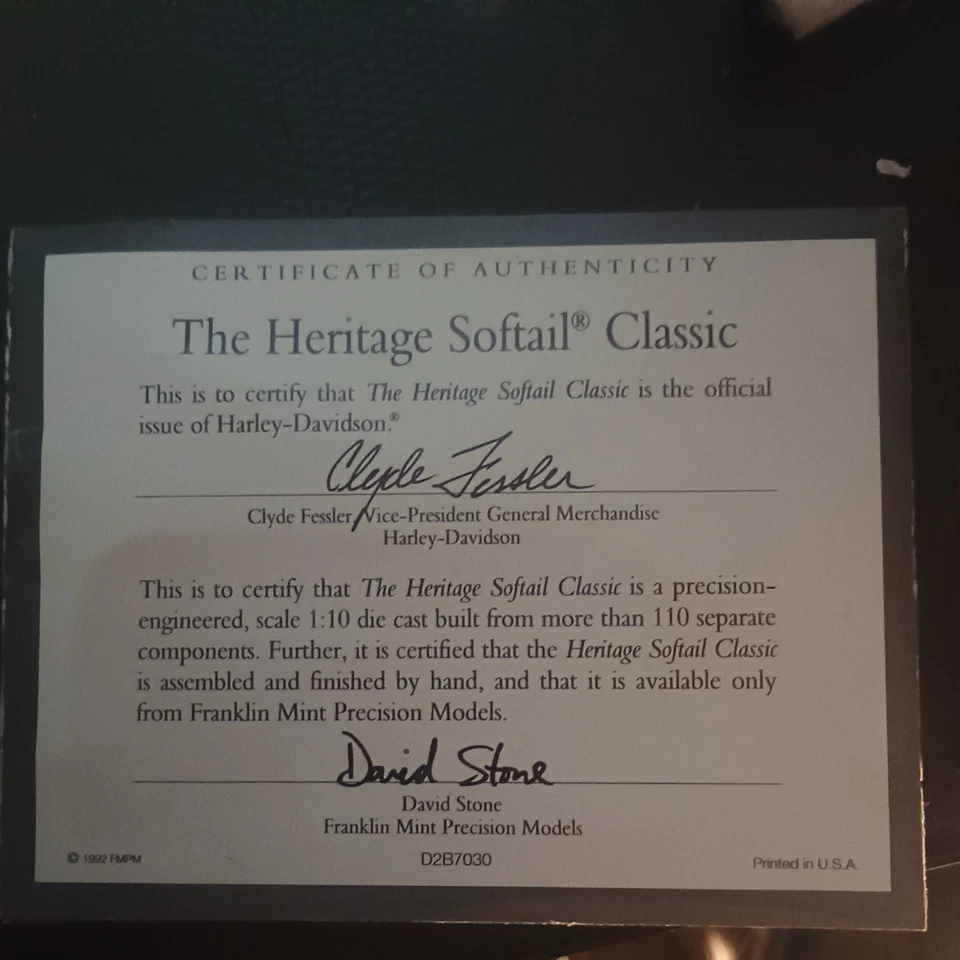 CERTIFICATE OF AUTHENTICITY
The Heritage Softail® Classic
This is to certify that The Heritage Softail Classic is the official
issue of Harley-Davidson.®
Clyde Fessler
Clyde Fessler, Vice-President General Merchandise
Harley-Davidson
This is to certify that The Heritage Softail Classic is a precision-
engineered, scale 1:10 die cast built from more than 110 separate
components. Further, it is certified that the Heritage Softail Classic
is assembled and finished by hand, and that it is available only
from Franklin Mint Precision Models.
David Stone
David Stone
Franklin Mint Precision Models
© 1992 FMPM D2B7030 Printed in U.S.A.